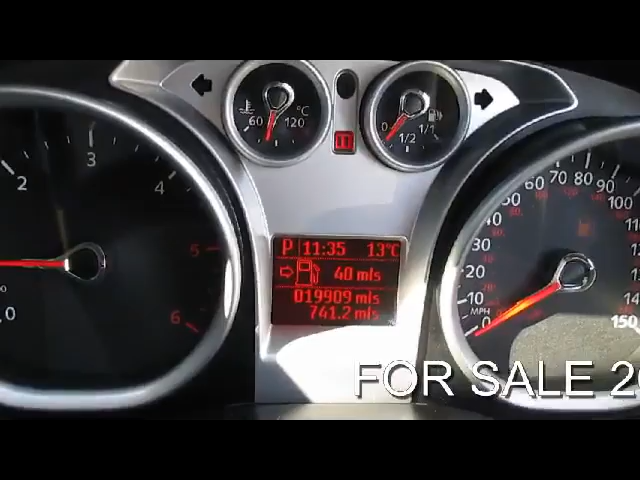 60 120 °C
0 1/2 1/1
2 3 4 5 6
P 11:35 13°C
40 mls
019909 mls
741.2 mls
0 10 20 30 40 50 60 70 80 90 100
MPH
150
FOR SALE